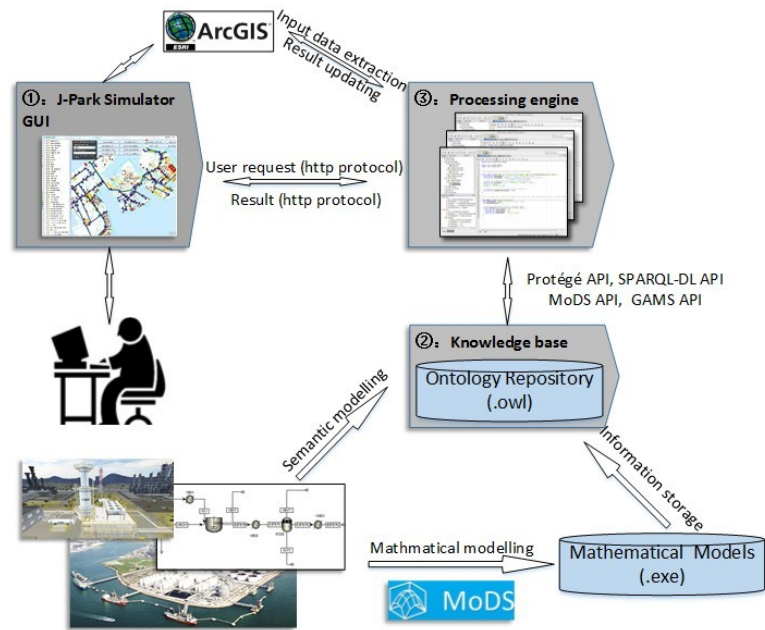 ArcGIS
ESRI
Input data extraction
Result updating
①: J-Park Simulator
GUI
③: Processing engine
User request (http protocol)
Result (http protocol)
Protégé API, SPARQL-DL API
MoDS API, GAMS API
②: Knowledge base
Ontology Repository
(.owl)
Semantic modelling
Information storage
Mathmatical modelling
MoDS
Mathematical Models
(.exe)